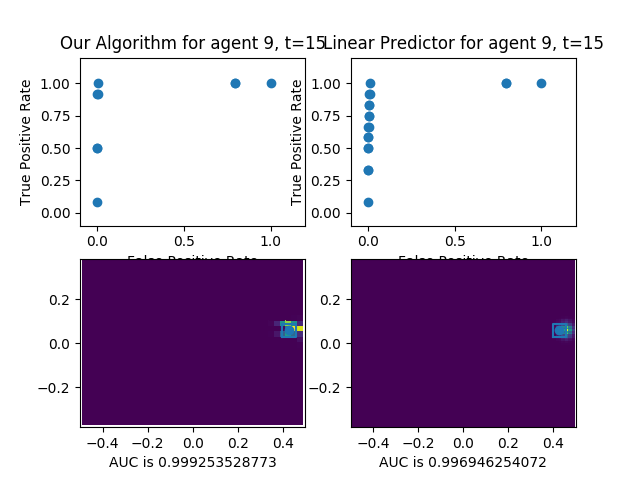 Our Algorithm for agent 9, t=15
Linear Predictor for agent 9, t=15
True Positive Rate
1.00
0.75
0.50
0.25
0.00
0.0 0.5 1.0
False Positive Rate
True Positive Rate
1.00
0.75
0.50
0.25
0.00
0.0 0.5 1.0
False Positive Rate
0.2
0.0
−0.2
−0.4 −0.2 0.0 0.2 0.4
AUC is 0.999253528773
0.2
0.0
−0.2
−0.4 −0.2 0.0 0.2 0.4
AUC is 0.996946254072